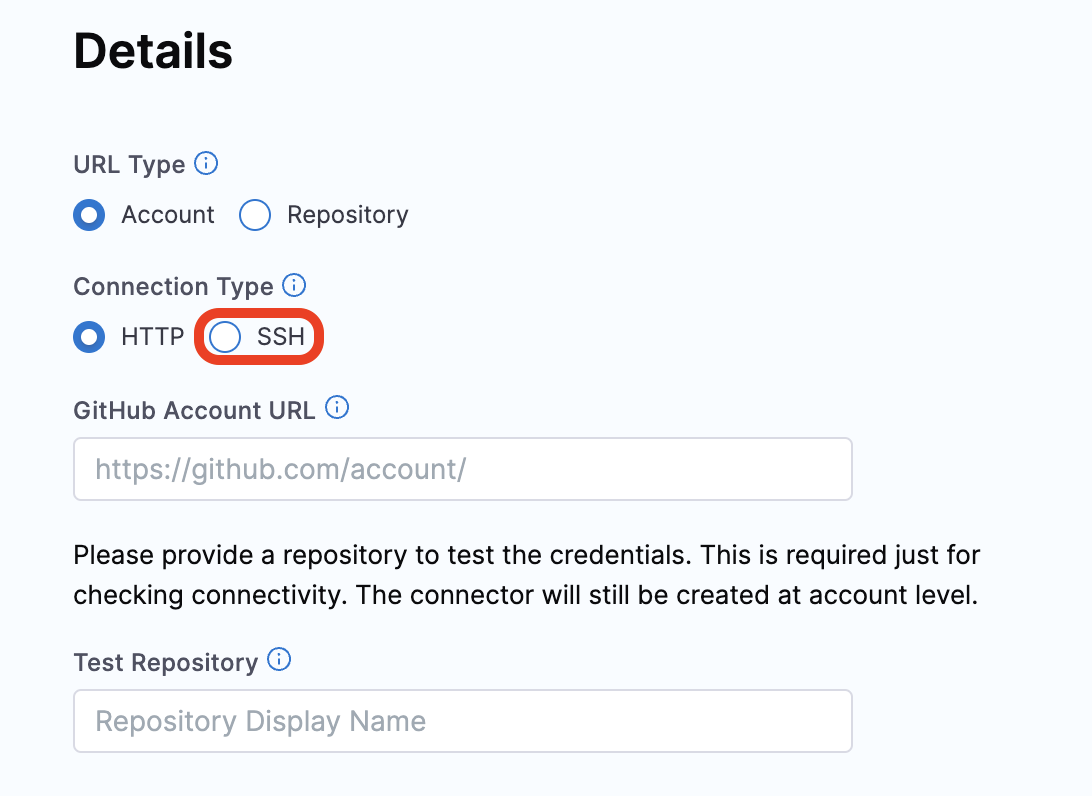 Details
URL Type
Account Repository
Connection Type
HTTP SSH
GitHub Account URL
https://github.com/account/
Please provide a repository to test the credentials. This is required just for
checking connectivity. The connector will still be created at account level.
Test Repository
Repository Display Name